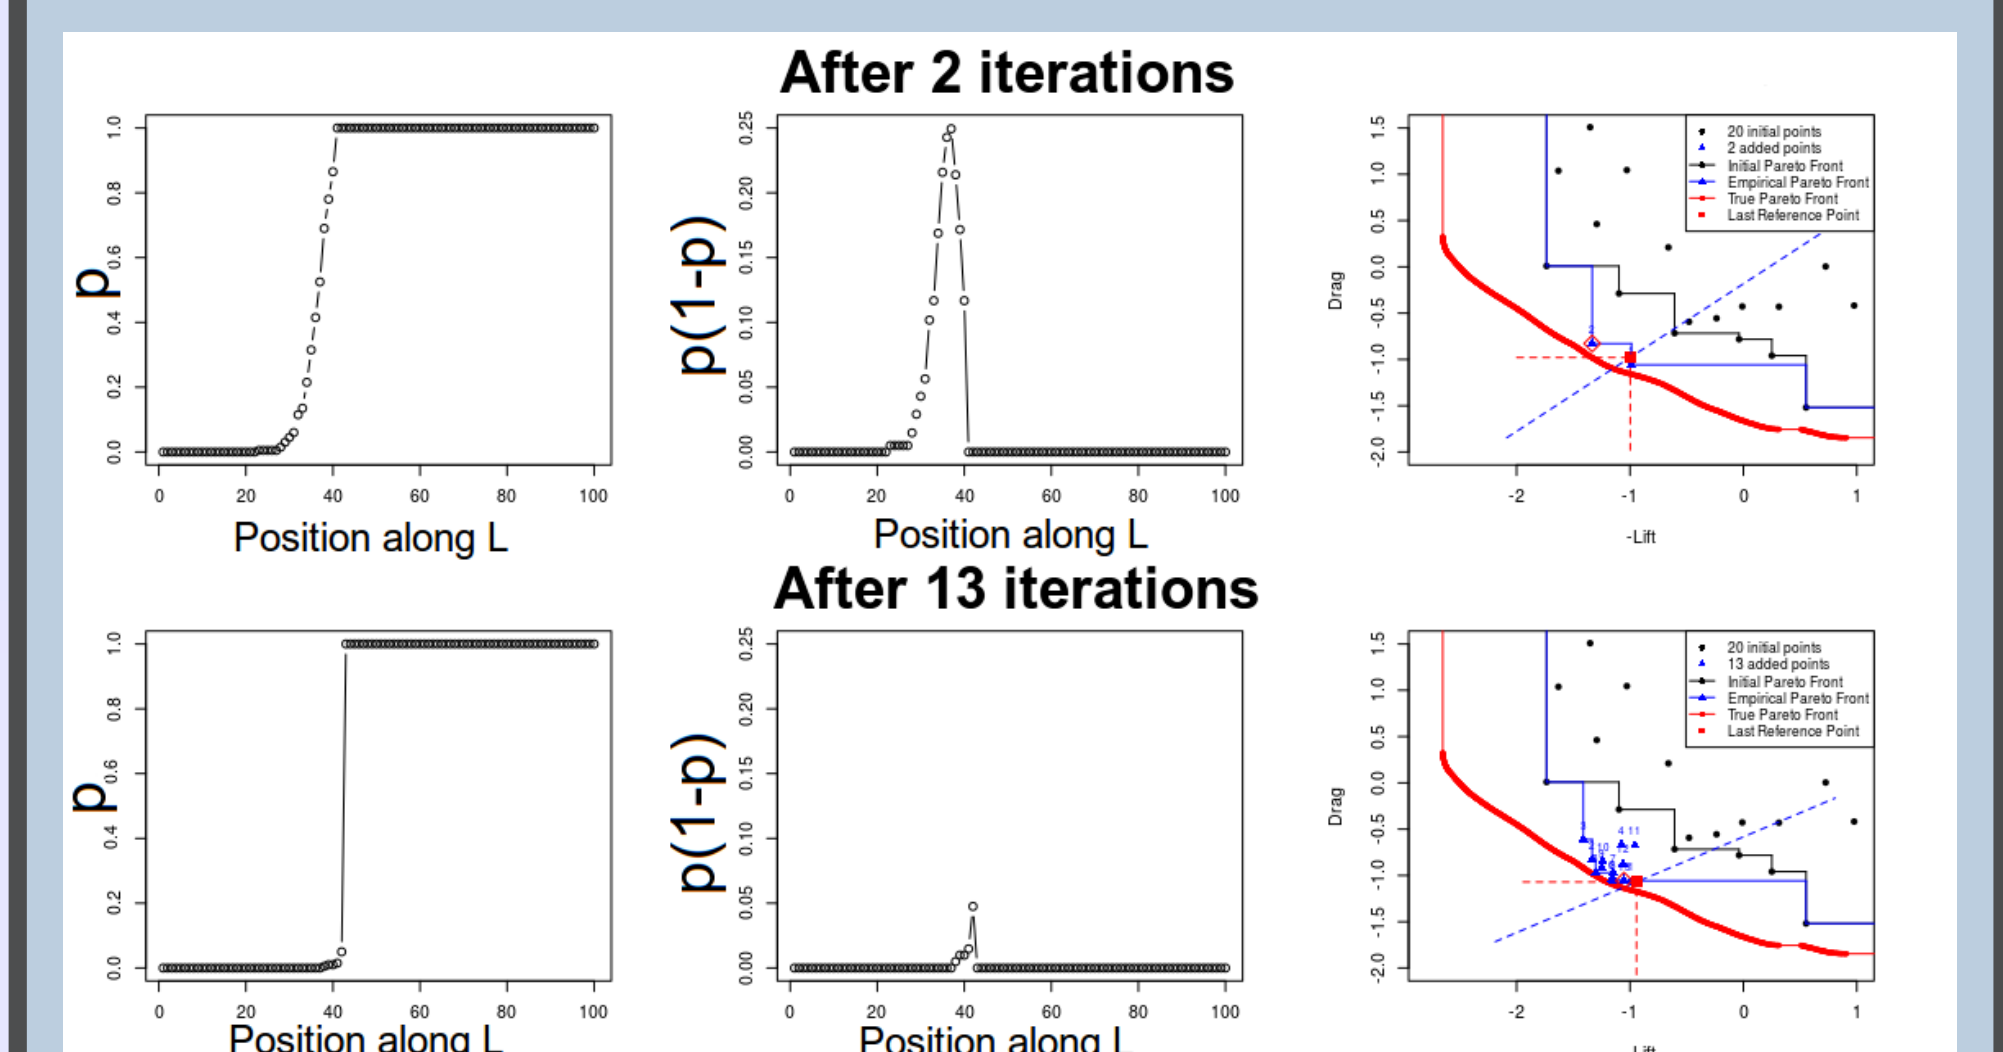 After 2 iterations
p
1.0
0.8
0.6
0.4
0.2
0.0
0 20 40 60 80 100
Position along L
p(1-p)
0.25
0.20
0.15
0.10
0.05
0.00
0 20 40 60 80 100
Position along L
Drag
1.5
1.0
0.5
0.0
-0.5
-1.0
-1.5
-2.0
20 initial points
2 added points
Initial Pareto Front
Empirical Pareto Front
True Pareto Front
Last Reference Point
2
-2 -1 0 1
-Lift
After 13 iterations
p
1.0
0.8
0.6
0.4
0.2
0.0
0 20 40 60 80 100
Position along L
p(1-p)
0.25
0.20
0.15
0.10
0.05
0.00
0 20 40 60 80 100
Position along L
Drag
1.5
1.0
0.5
0.0
-0.5
-1.0
-1.5
-2.0
20 initial points
13 added points
Initial Pareto Front
Empirical Pareto Front
True Pareto Front
Last Reference Point
3
4 11
10
-2 -1 0 1
-Lift